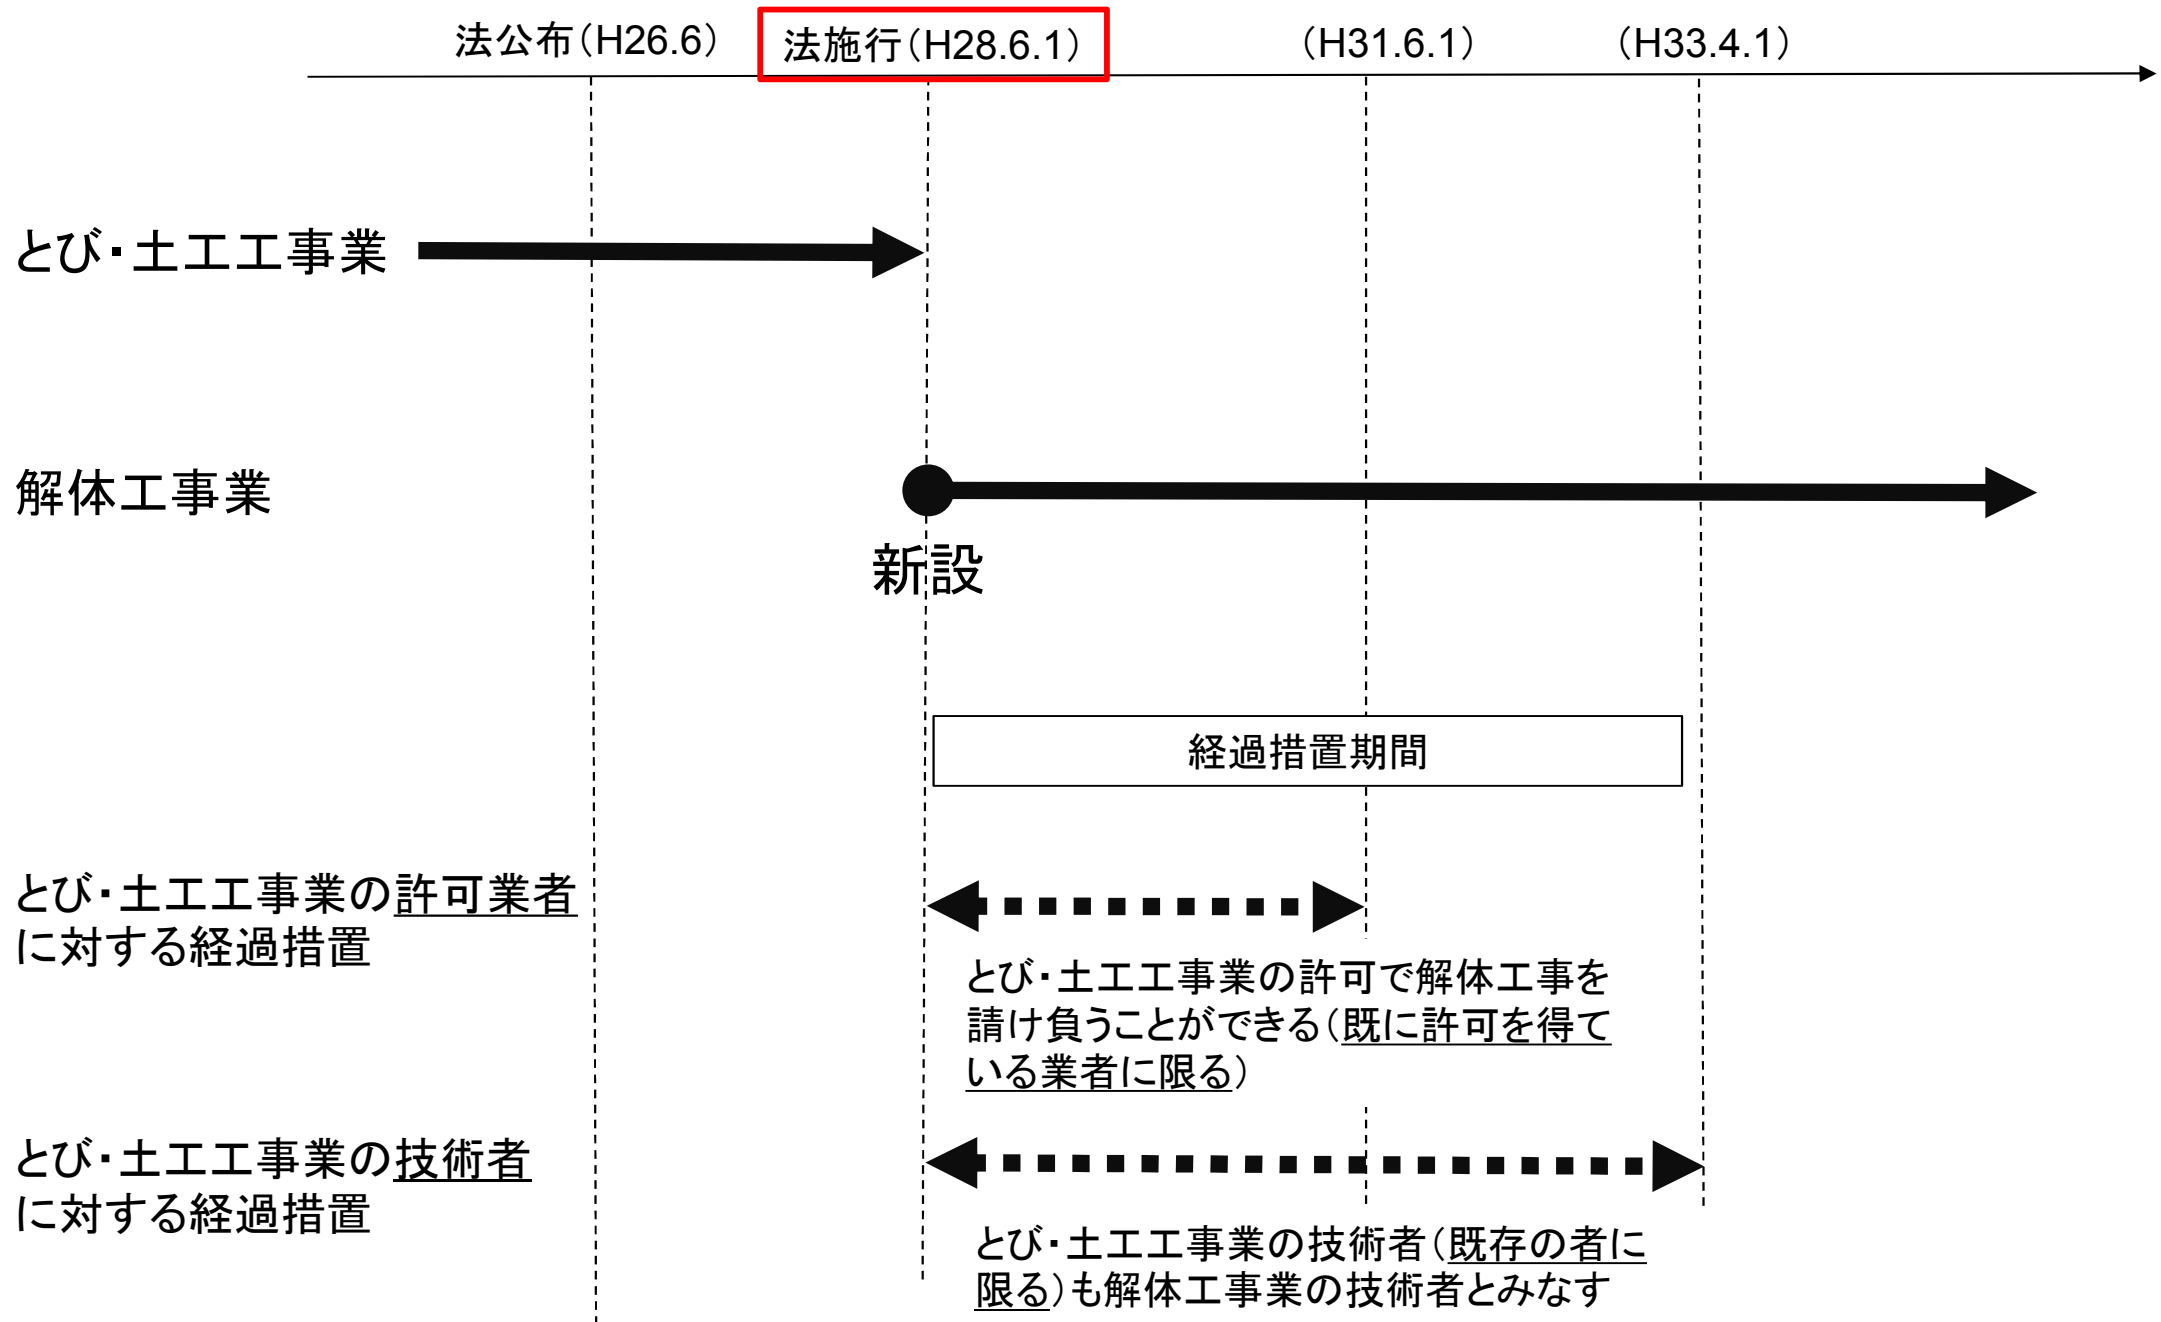 法公布（H26.6）
法施行（H28.6.1）
（H31.6.1）
（H33.4.1）
とび・土工工事業
解体工事業
新設
経過措置期間
とび・土工工事業の許可業者
に対する経過措置
とび・土工工事業の許可で解体工事を
請け負うことができる（既に許可を得て
いる業者に限る）
とび・土工工事業の技術者
に対する経過措置
とび・土工工事業の技術者（既存の者に
限る）も解体工事業の技術者とみなす